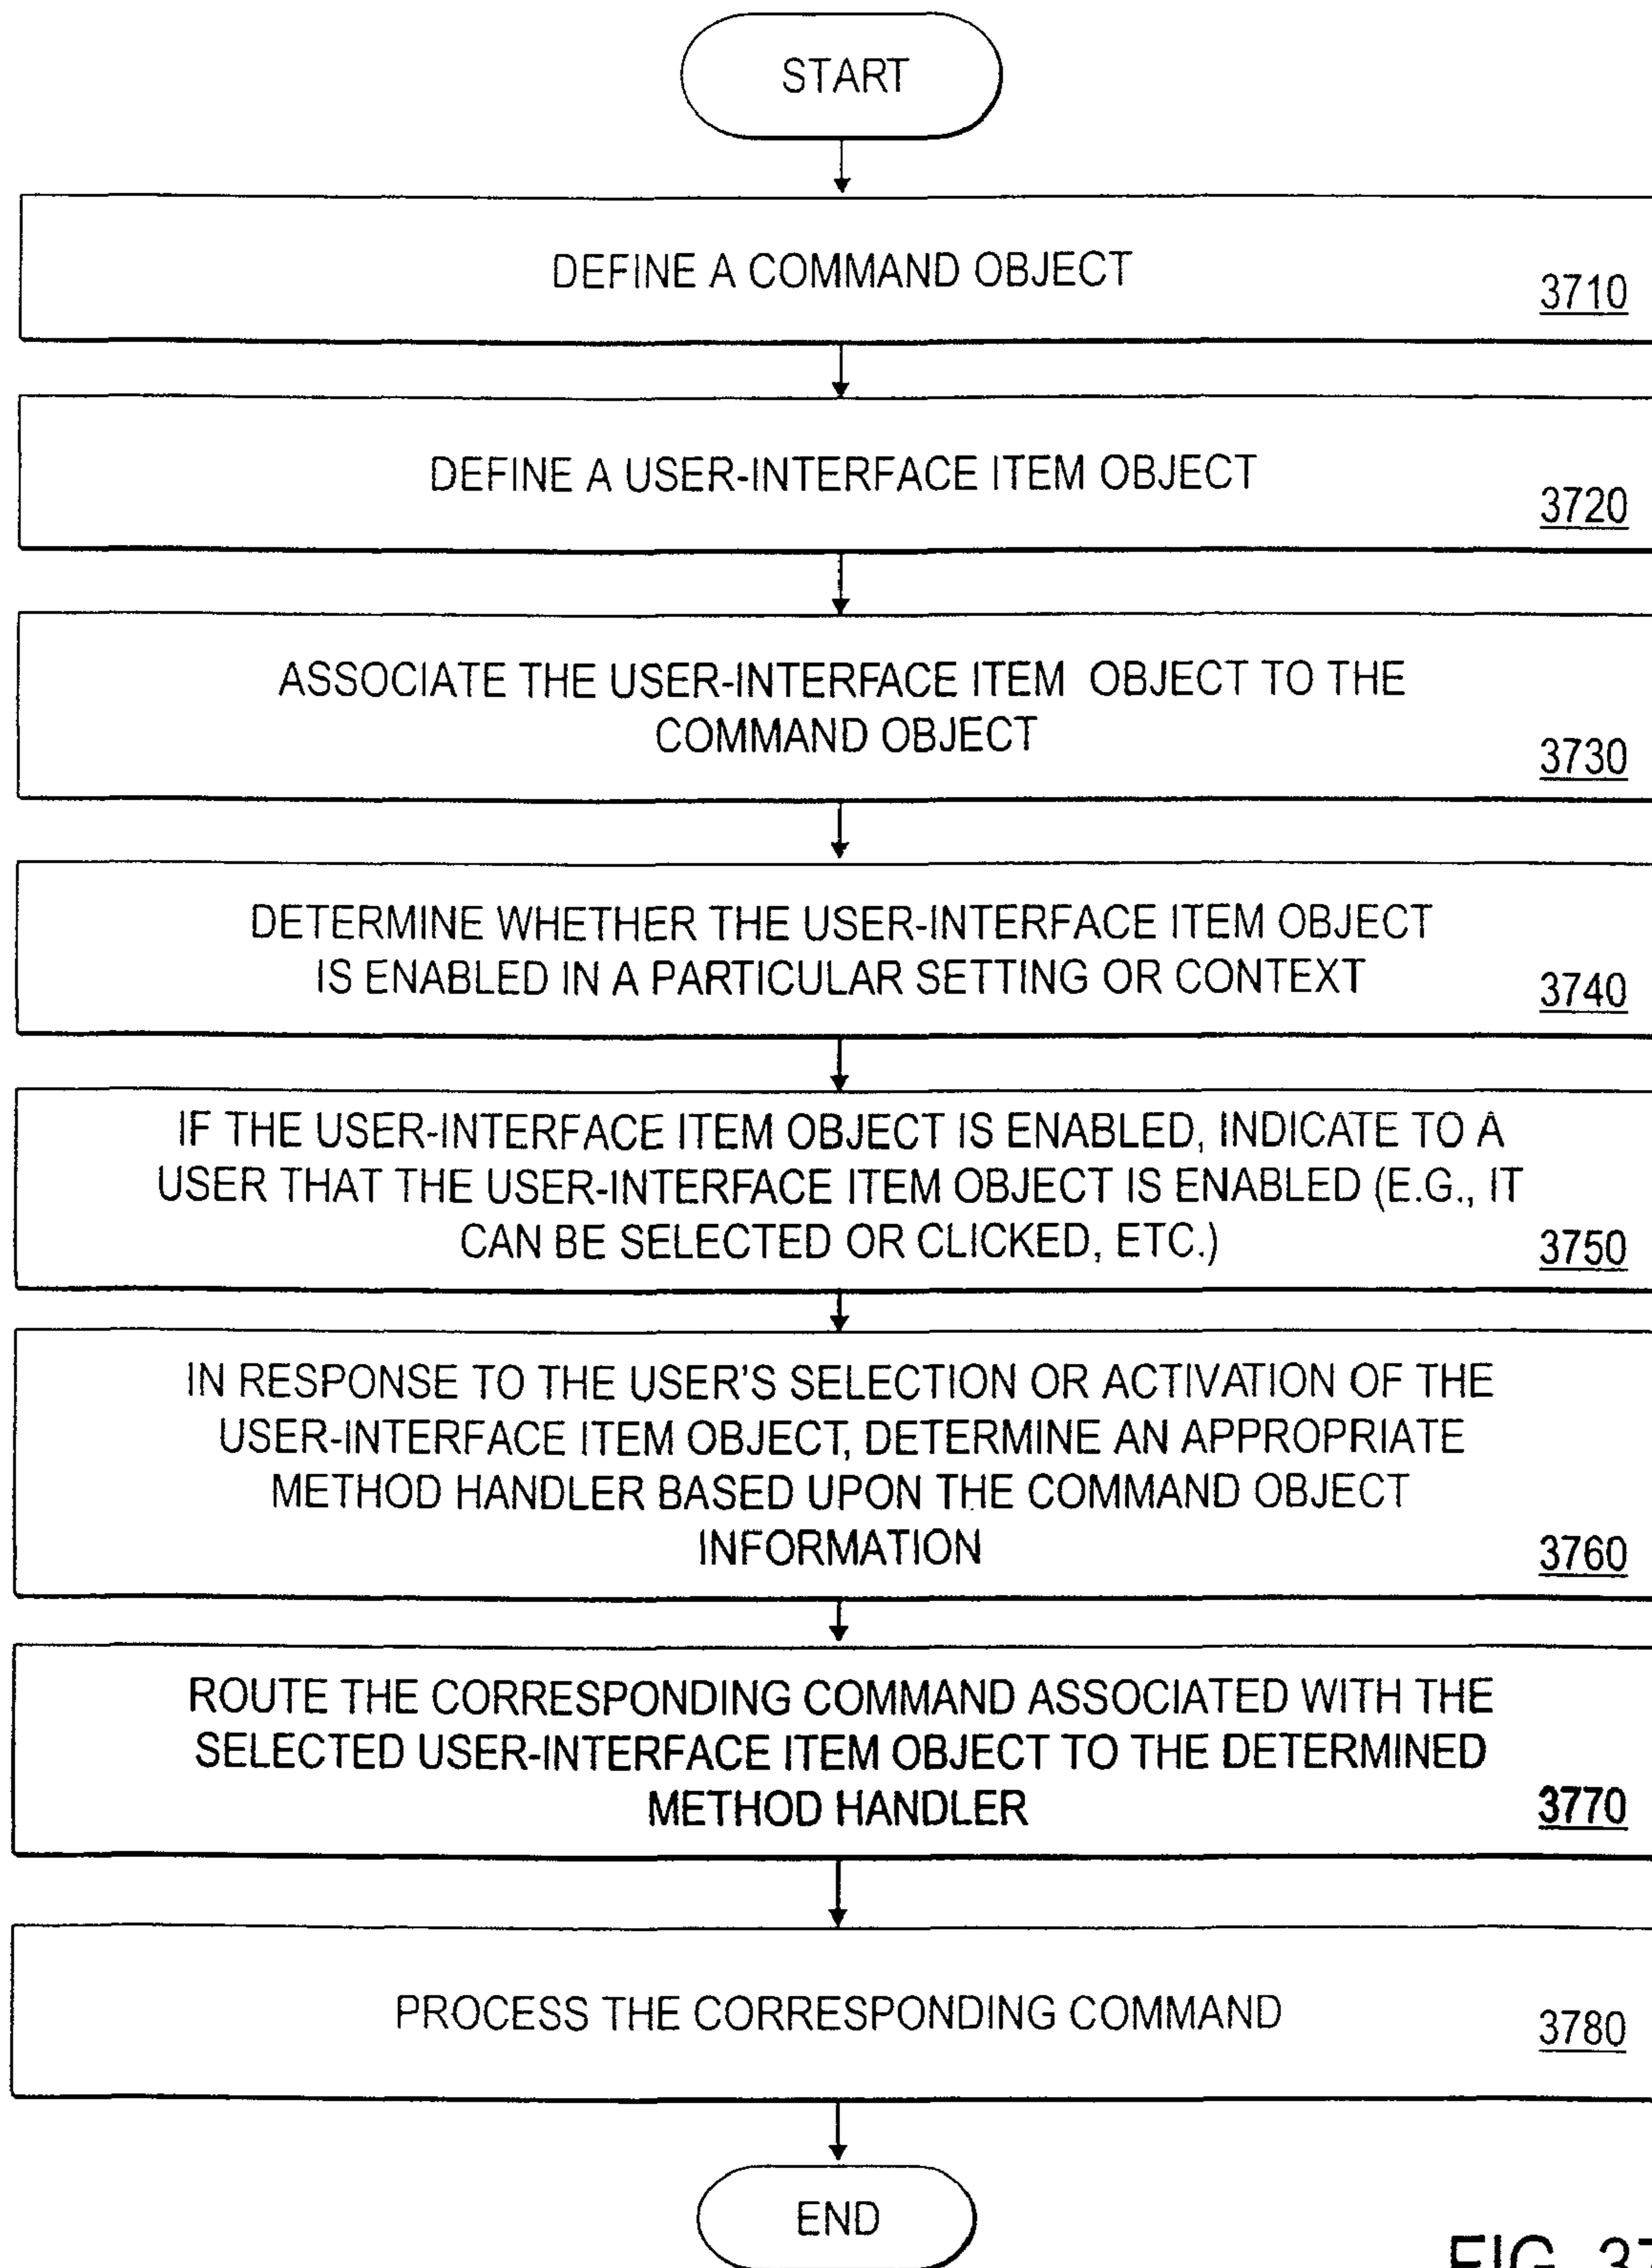 START
DEFINE A COMMAND OBJECT
3710
DEFINE A USER-INTERFACE ITEM OBJECT
3720
ASSOCIATE THE USER-INTERFACE ITEM OBJECT TO THE
COMMAND OBJECT
3730
DETERMINE WHETHER THE USER-INTERFACE ITEM OBJECT
IS ENABLED IN A PARTICULAR SETTING OR CONTEXT
3740
IF THE USER-INTERFACE ITEM OBJECT IS ENABLED, INDICATE TO A
USER THAT THE USER-INTERFACE ITEM OBJECT IS ENABLED (E.G., IT
CAN BE SELECTED OR CLICKED, ETC.)
3750
IN RESPONSE TO THE USER'S SELECTION OR ACTIVATION OF THE
USER-INTERFACE ITEM OBJECT, DETERMINE AN APPROPRIATE
METHOD HANDLER BASED UPON THE COMMAND OBJECT
INFORMATION
3760
ROUTE THE CORRESPONDING COMMAND ASSOCIATED WITH THE
SELECTED USER-INTERFACE ITEM OBJECT TO THE DETERMINED
METHOD HANDLER
3770
PROCESS THE CORRESPONDING COMMAND
3780
END
FIG. 37